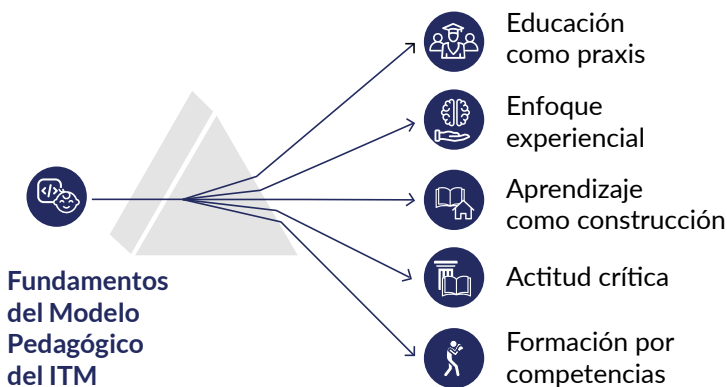 Educación
como praxis
Enfoque
experiencial
Aprendizaje
como construcción
Actitud crítica
Formación por
competencias
Fundamentos
del Modelo
Pedagógico
del ITM